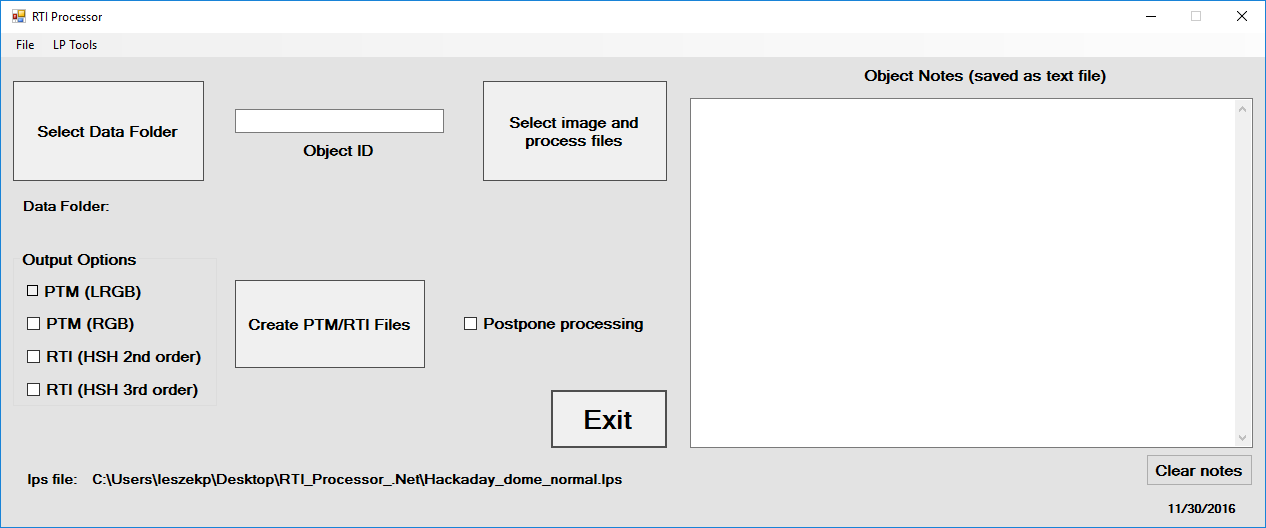 RTI Processor
File LP Tools
Select Data Folder
Object ID
Select image and
process files
Object Notes (saved as text file)
Data Folder:
Output Options
PTM (LRGB)
PTM (RGB)
RTI (HSH 2nd order)
RTI (HSH 3rd order)
Create PTM/RTI Files
Postpone processing
Exit
lps file: C:\Users\leszekp\Desktop\RTI_Processor_.Net\Hackaday_dome_normal.lps
Clear notes
11/30/2016